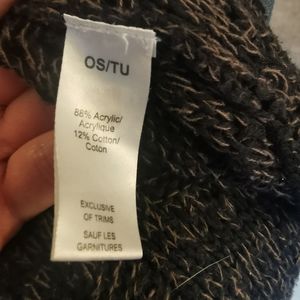 OS/TU
88% Acrylic/
Acrylique
12% Cotton/
Coton
EXCLUSIVE
OF TRIMS
SAUF LES
GARNITURES